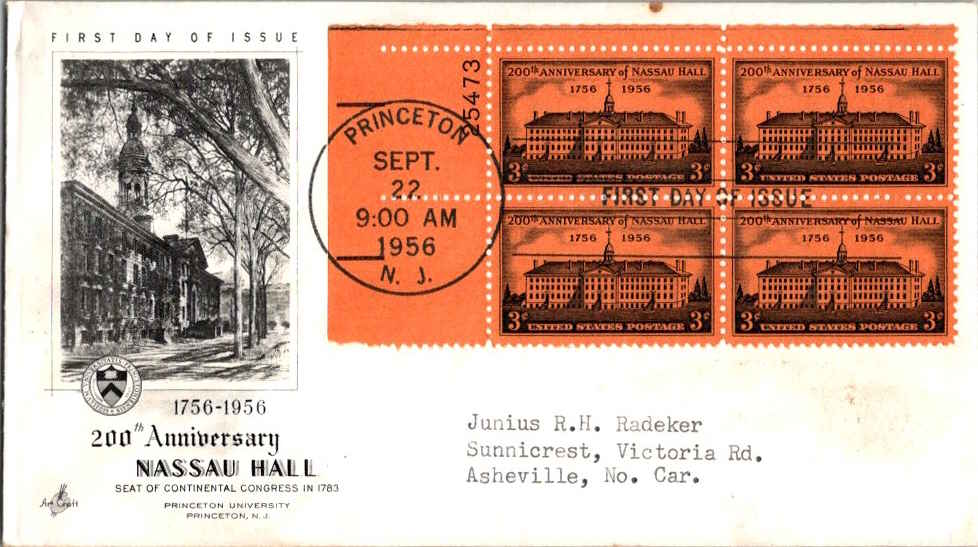 FIRST DAY OF ISSUE
1756-1956
200th Anniversary
NASSAU HALL
SEAT OF CONTINENTAL CONGRESS IN 1783
PRINCETON UNIVERSITY
PRINCETON, N. J.
Art Craft
25473
PRINCETON
SEPT.
22
9:00 AM
1956
N. J.
FIRST DAY OF ISSUE
200th ANNIVERSARY of NASSAU HALL
1756 1956
3¢ UNITED STATES POSTAGE 3¢
200th ANNIVERSARY of NASSAU HALL
1756 1956
3¢ UNITED STATES POSTAGE 3¢
200th ANNIVERSARY of NASSAU HALL
1756 1956
3¢ UNITED STATES POSTAGE 3¢
200th ANNIVERSARY of NASSAU HALL
1756 1956
3¢ UNITED STATES POSTAGE 3¢
Junius R.H. Radeker
Sunnicrest, Victoria Rd.
Asheville, No. Car.